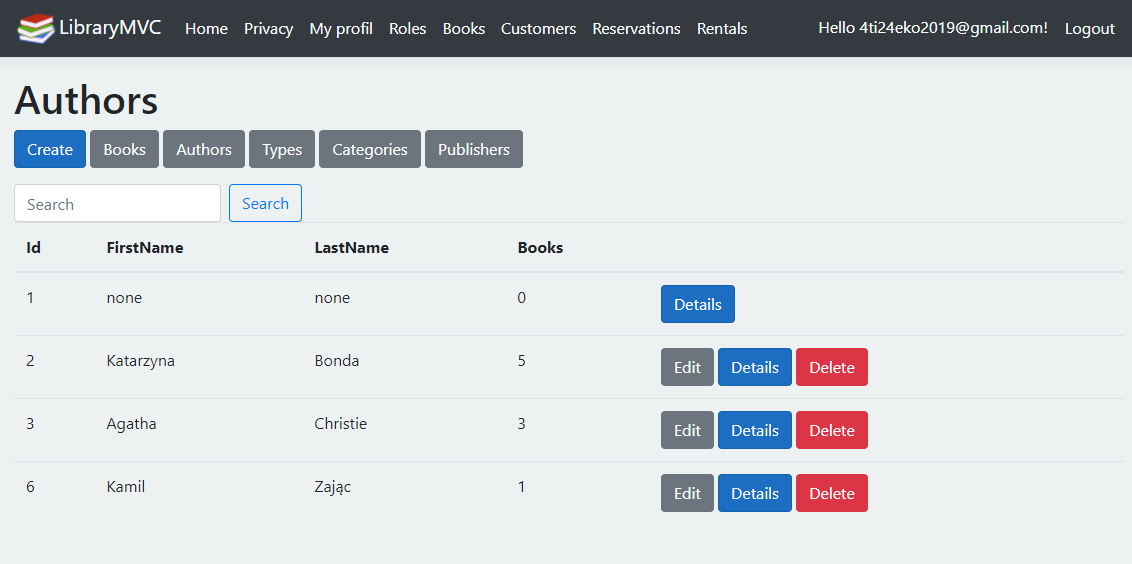 LibraryMVC Home Privacy My profil Roles Books Customers Reservations Rentals Hello 4ti24eko2019@gmail.com! Logout
Authors
Create Books Authors Types Categories Publishers
Search Search
Id FirstName LastName Books
1 none none 0 Details
2 Katarzyna Bonda 5 Edit Details Delete
3 Agatha Christie 3 Edit Details Delete
6 Kamil Zając 1 Edit Details Delete